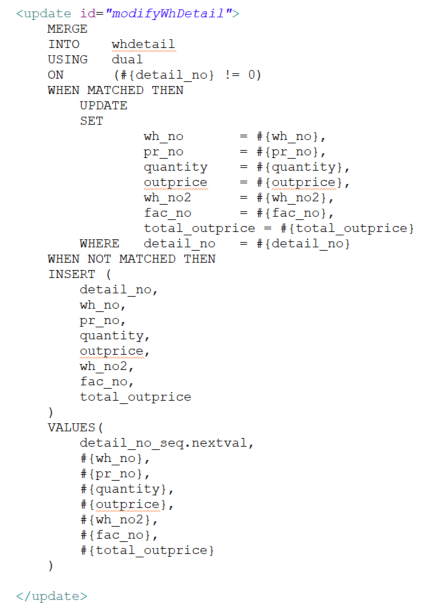 <update id="modifyWhDetail">
MERGE
INTO whdetail
USING dual
ON (#{detail_no} != 0)
WHEN MATCHED THEN
UPDATE
SET
wh_no = #{wh_no},
pr_no = #{pr_no},
quantity = #{quantity},
outprice = #{outprice},
wh_no2 = #{wh_no2},
fac_no = #{fac_no},
total_outprice = #{total_outprice}
WHERE detail_no = #{detail_no}
WHEN NOT MATCHED THEN
INSERT (
detail_no,
wh_no,
pr_no,
quantity,
outprice,
wh_no2,
fac_no,
total_outprice
)
VALUES(
detail_no_seq.nextval,
#{wh_no},
#{pr_no},
#{quantity},
#{outprice},
#{wh_no2},
#{fac_no},
#{total_outprice}
)
</update>